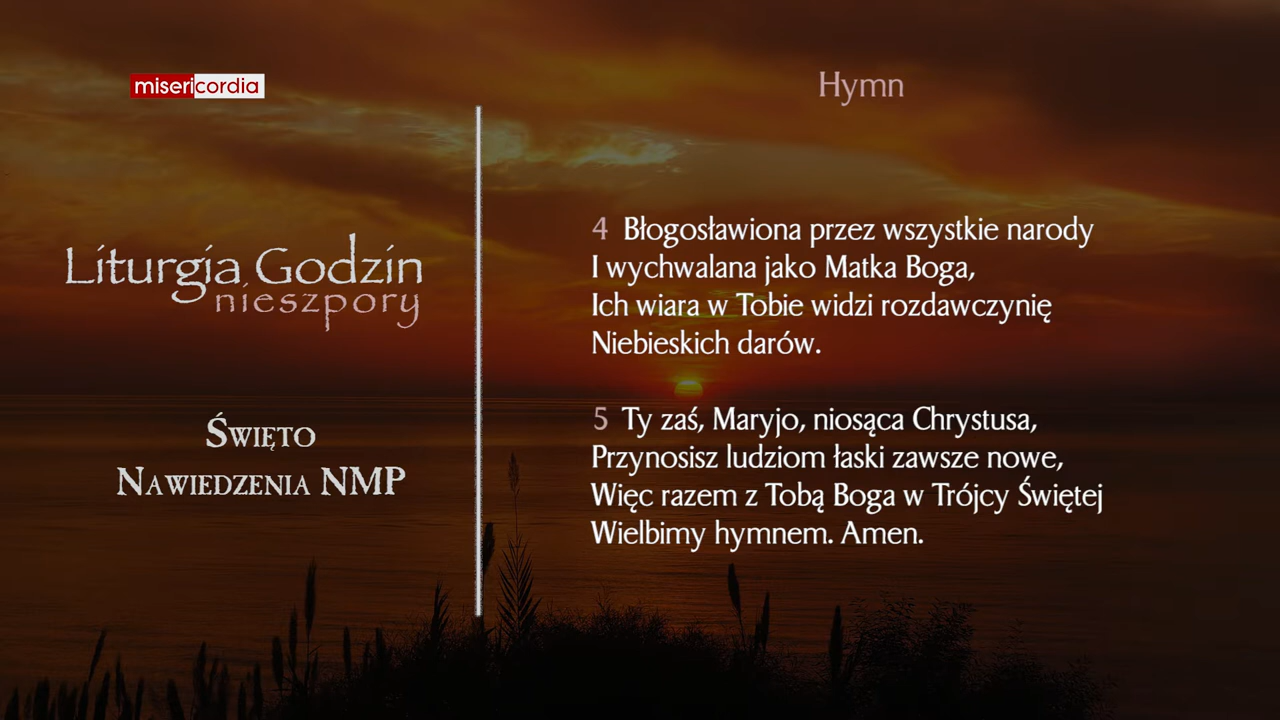 misericordia
Liturgia Godzin
nieszpory
Święto
Nawiedzenia NMP
Hymn
4 Błogosławiona przez wszystkie narody
I wychwalana jako Matka Boga,
Ich wiara w Tobie widzi rozdawczynię
Niebieskich darów.
5 Ty zaś, Maryjo, niosąca Chrystusa,
Przynosisz ludziom łaski zawsze nowe,
Więc razem z Tobą Boga w Trójcy Świętej
Wielbimy hymnem. Amen.